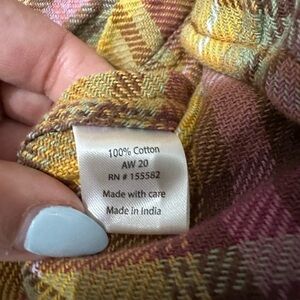 100% Cotton
AW 20
RN # 155582
Made with care
Made in India